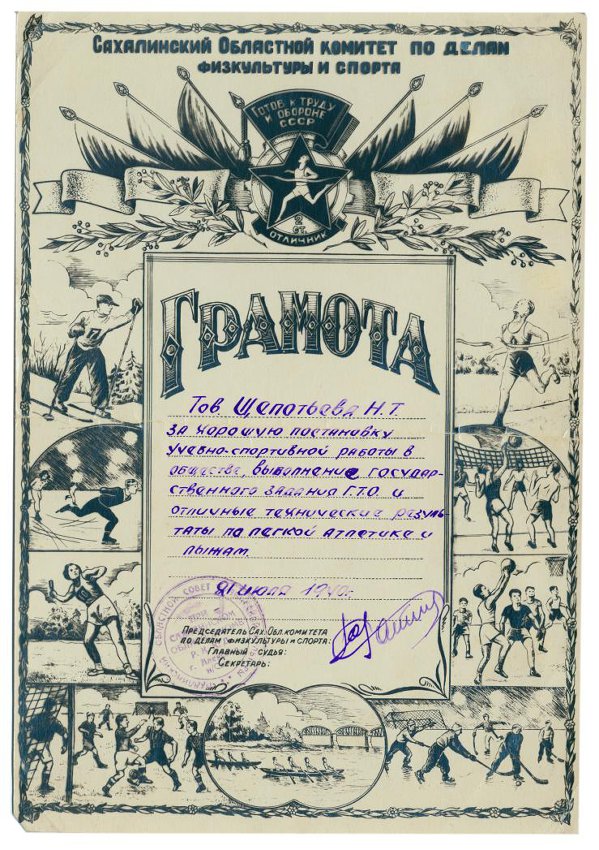 Сахалинский Областной комитет по делам
физкультуры и спорта
Готов к труду
и обороне
СССР
2
ст.
отличник
Грамота
Тов Щепотьева Н.Т.
за хорошую постановку
учебно-спортивной работы в
обществе, выполнение государ-
ственного задания Г.Т.О. и
отличные технические резуль-
таты по легкой атлетике и
лыжам.
Председатель Сах.Обл.комитета
по делам физкультуры и спорта:
Главный судья:
Секретарь: